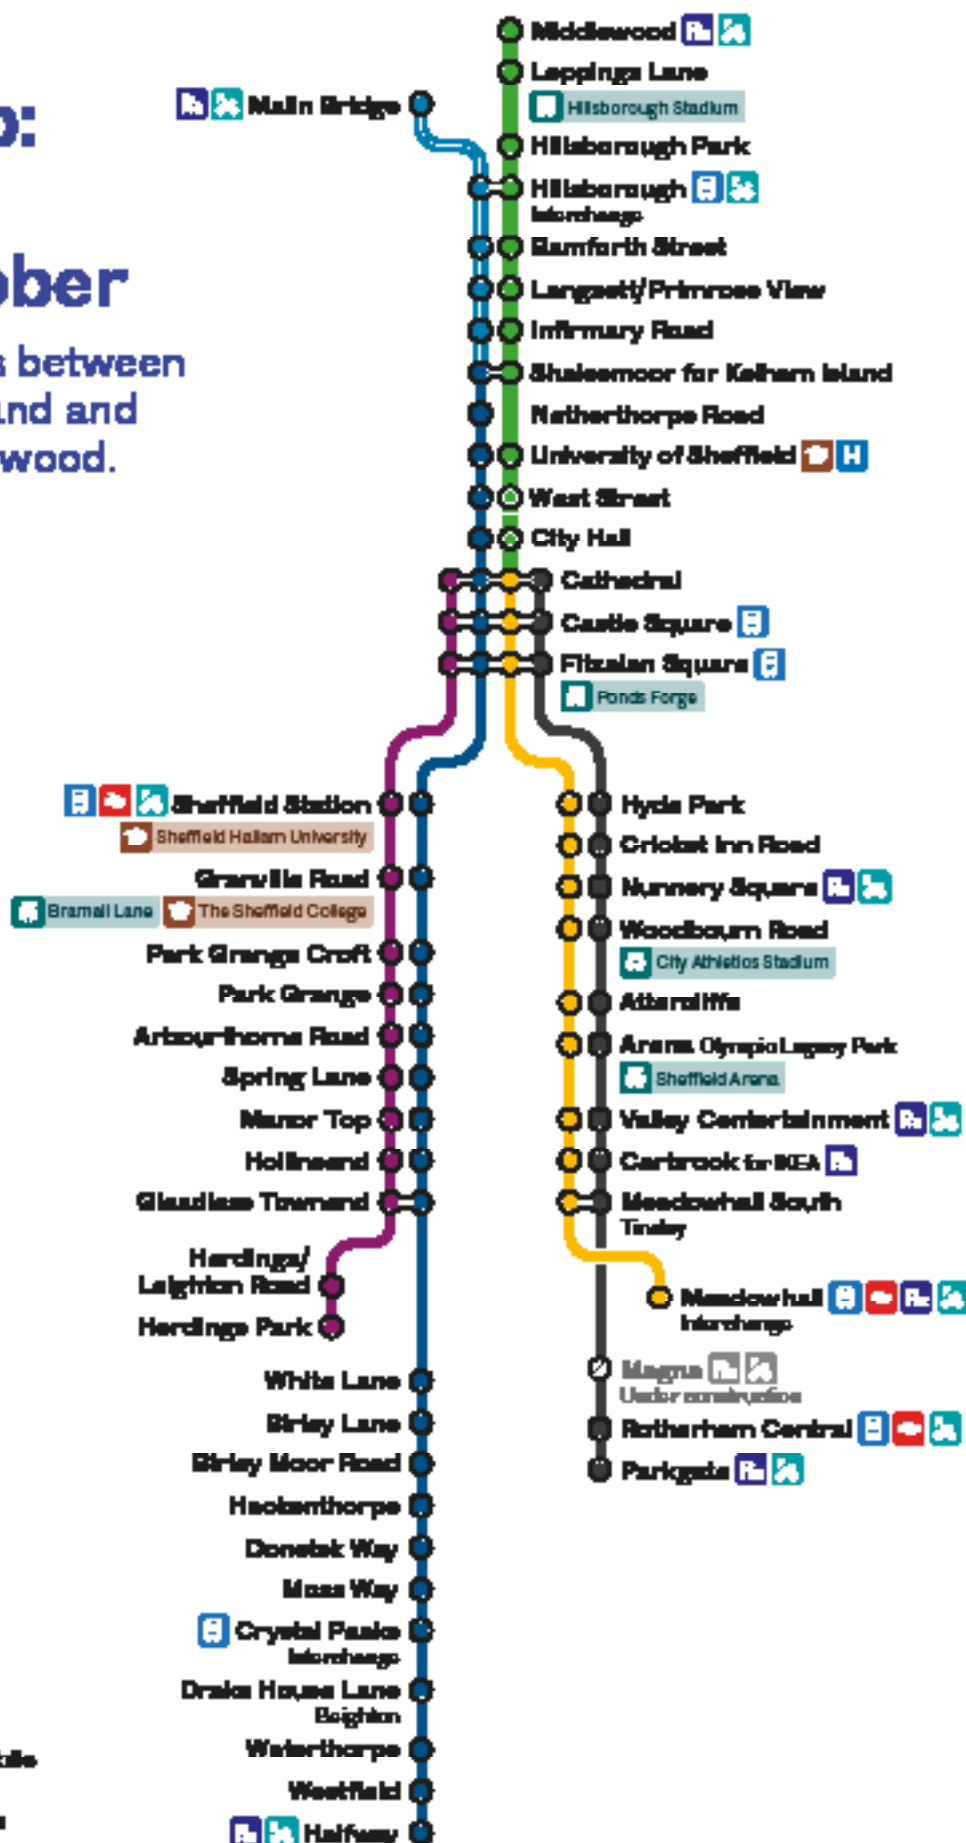 Middlewood
Leppings Lane
Hillsborough Stadium
Malin Bridge
Hillsborough Park
Hillsborough
Interchange
Bamforth Street
Langsett/Primrose View
Infirmary Road
Shalesmoor for Kelham Island
Netherthorpe Road
University of Sheffield H
West Street
City Hall
Cathedral
Castle Square
Fitzalan Square
Ponds Forge
o:
ober
s between
and and
wood.
Sheffield Station
Sheffield Hallam University
Granville Road
Bramall Lane
The Sheffield College
Park Grange Croft
Park Grange
Arbourthorne Road
Spring Lane
Manor Top
Hollinsend
Gleadless Townend
Herdings/
Leighton Road
Herdings Park
White Lane
Birley Lane
Birley Moor Road
Hackenthorpe
Donetsk Way
Moss Way
Crystal Peaks
Interchange
Drake House Lane
Beighton
Waterthorpe
Westfield
Halfway
Hyde Park
Cricket Inn Road
Nunnery Square
Woodbourn Road
City Athletics Stadium
Attercliffe
Arena Olympic Legacy Park
Sheffield Arena
Valley Centertainment
Carbrook for IKEA
Meadowhall South
Tinsley
Meadowhall
Interchange
Magna
Under construction
Rotherham Central
Parkgate